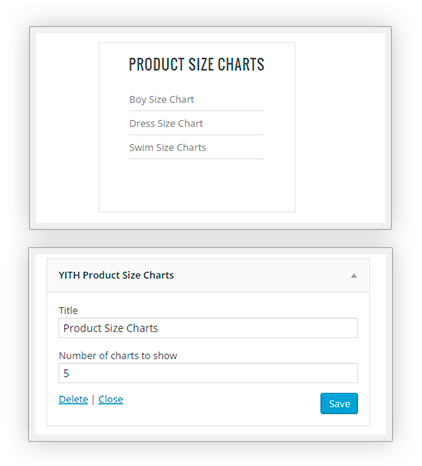 PRODUCT SIZE CHARTS
Boy Size Chart
Dress Size Chart
Swim Size Charts
YITH Product Size Charts
Title
Product Size Charts
Number of charts to show
5
Delete | Close
Save